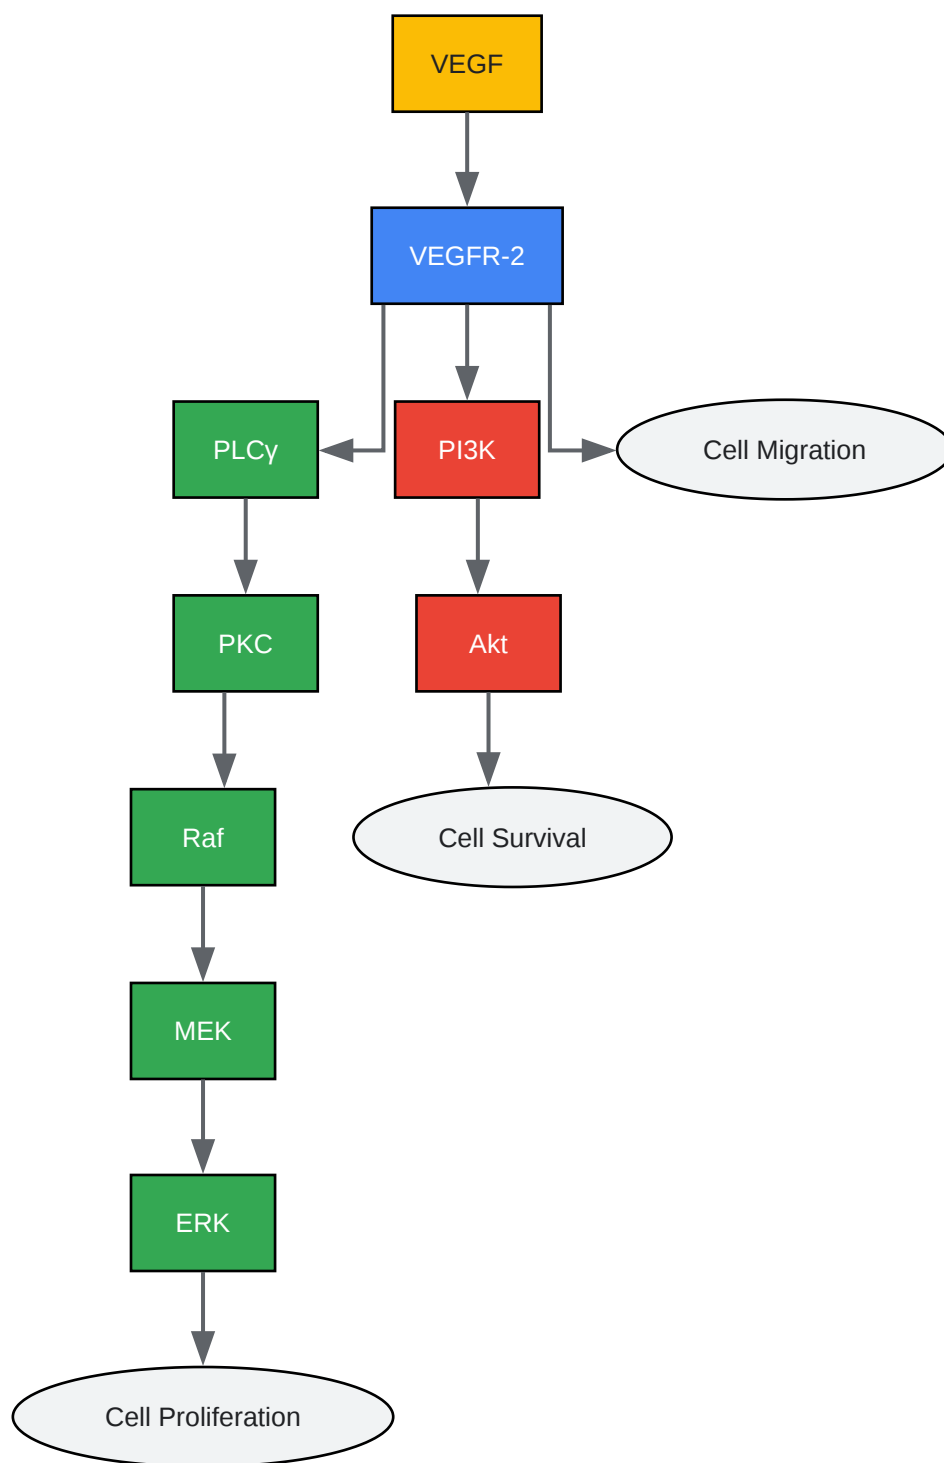 VEGF
VEGFR-2
PLCγ
PI3K
Cell Migration
PKC
Akt
Raf
Cell Survival
MEK
ERK
Cell Proliferation